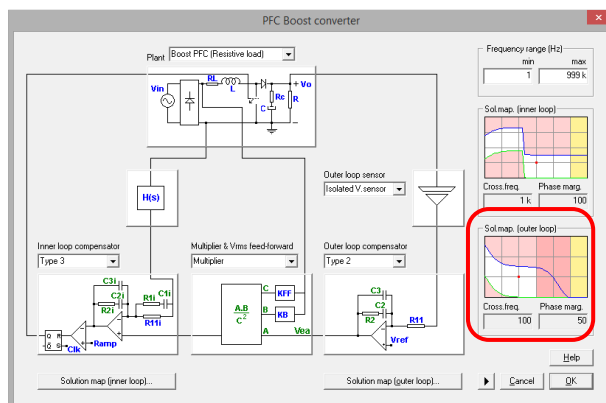 PFC Boost converter
Plant Boost PFC (Resistive load)
Frequency range (Hz)
min max
1 999 k
RL L + Vo
Vin Rc R
C
Sol.map. (inner loop)
Cross.freq. Phase marg.
1 k 100
Outer loop sensor
Isolated V.sensor
H(s)
Sol.map. (outer loop)
Cross.freq. Phase marg.
100 50
Inner loop compensator Multiplier & Vrms feed-forward Outer loop compensator
Type 3 Multiplier Type 2
C3i
C2i
R2i
R1i C1i
R11i
Q R
S
Clk
Ramp
A.B
C²
C KFF
B KB
A Vea
C3
C2
R2 R11
Vref
Help
Solution map (inner loop)... Solution map (outer loop)... Cancel OK